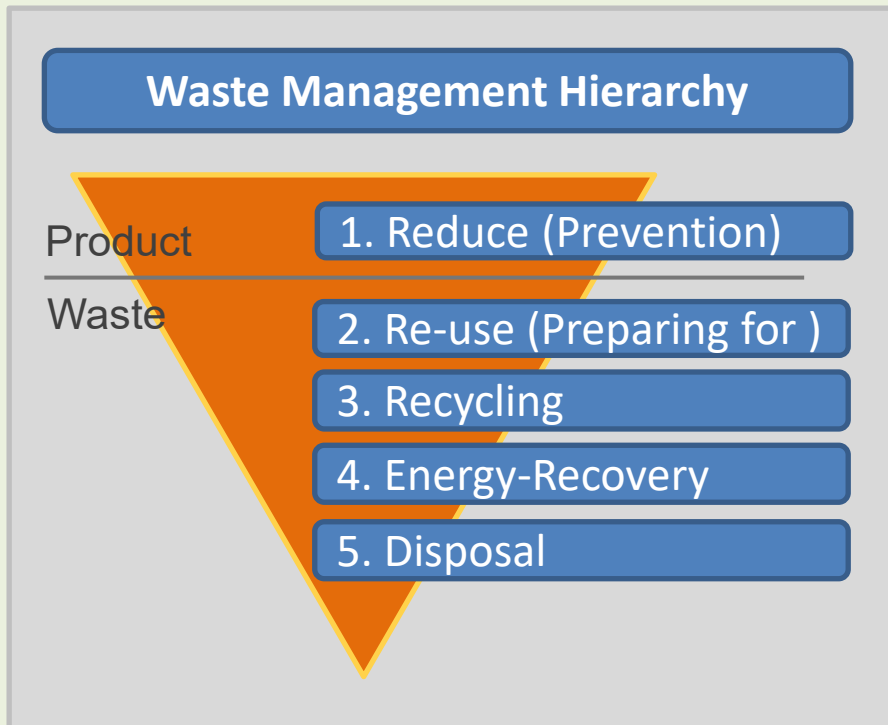 Waste Management Hierarchy
Product
1. Reduce (Prevention)
Waste
2. Re-use (Preparing for )
3. Recycling
4. Energy-Recovery
5. Disposal